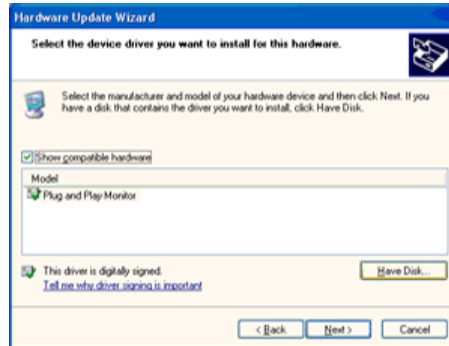 Hardware Update Wizard
Select the device driver you want to install for this hardware.
Select the manufacturer and model of your hardware device and then click Next. If you
have a disk that contains the driver you want to install, click Have Disk.
Show compatible hardware
Model
Plug and Play Monitor
This driver is digitally signed.
Have Disk...
Tell me why driver signing is important
< Back
Next >
Cancel